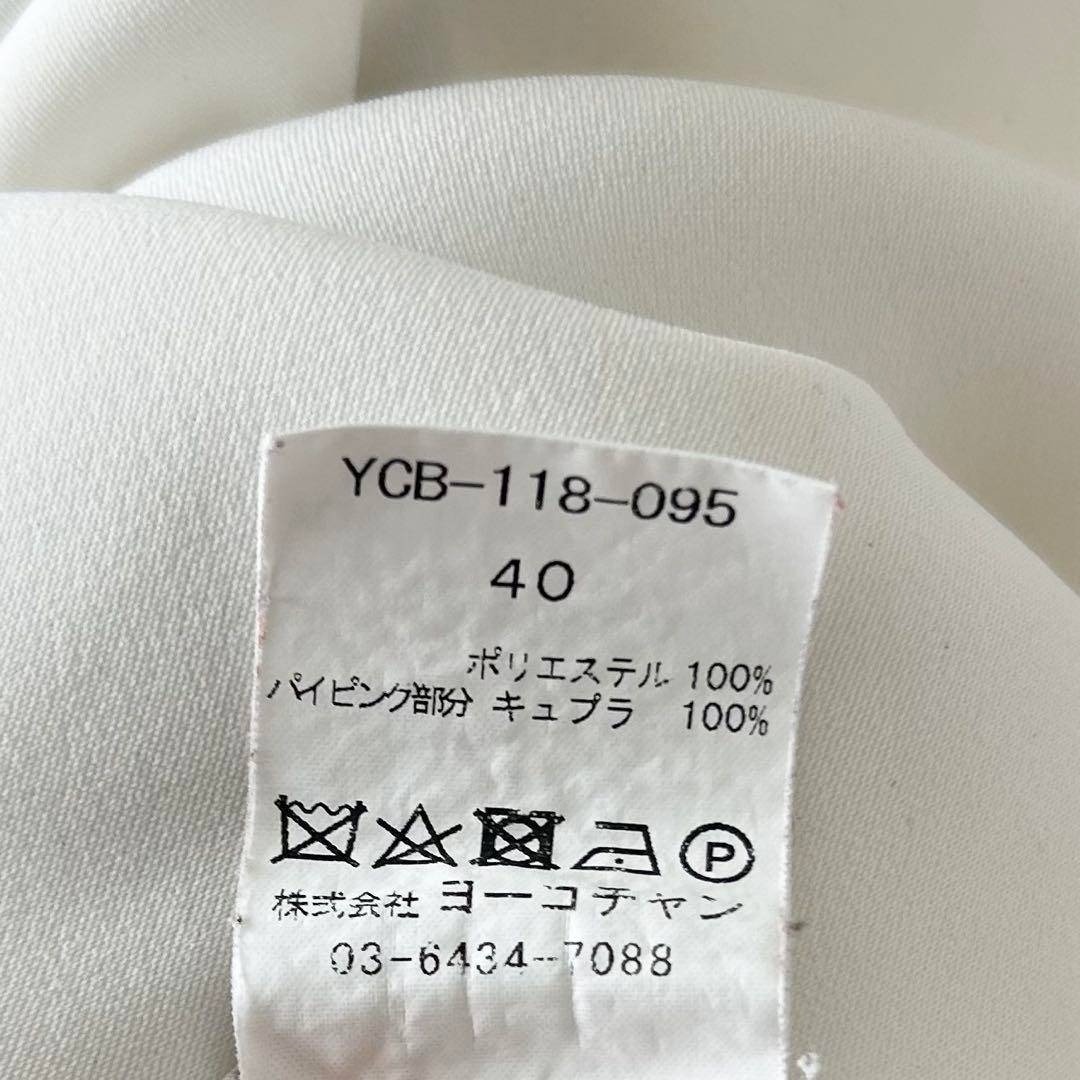 YCB-118-095
40
ポリエステル 100%
パイピング部分 キュプラ 100%
P
株式会社 ヨーコチャン
03-6434-7088